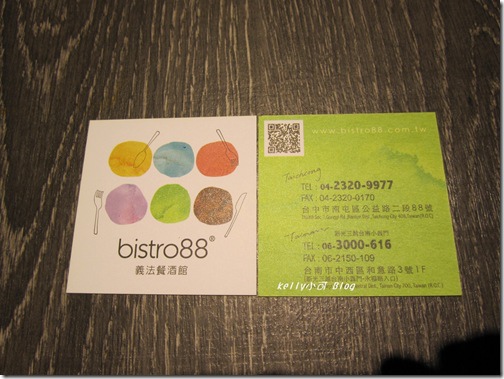 bistro88®
義法餐酒館
www.bistro88.com.tw
Taichung
TEL : 04-2320-9977
FAX : 04-2320-0170
台中市南屯區公益路二段88號
Tainan
新光三越台南小西門
TEL : 06-3000-616
FAX : 06-2150-109
台南市中西區和意路3號1F
kelly小可 Blog